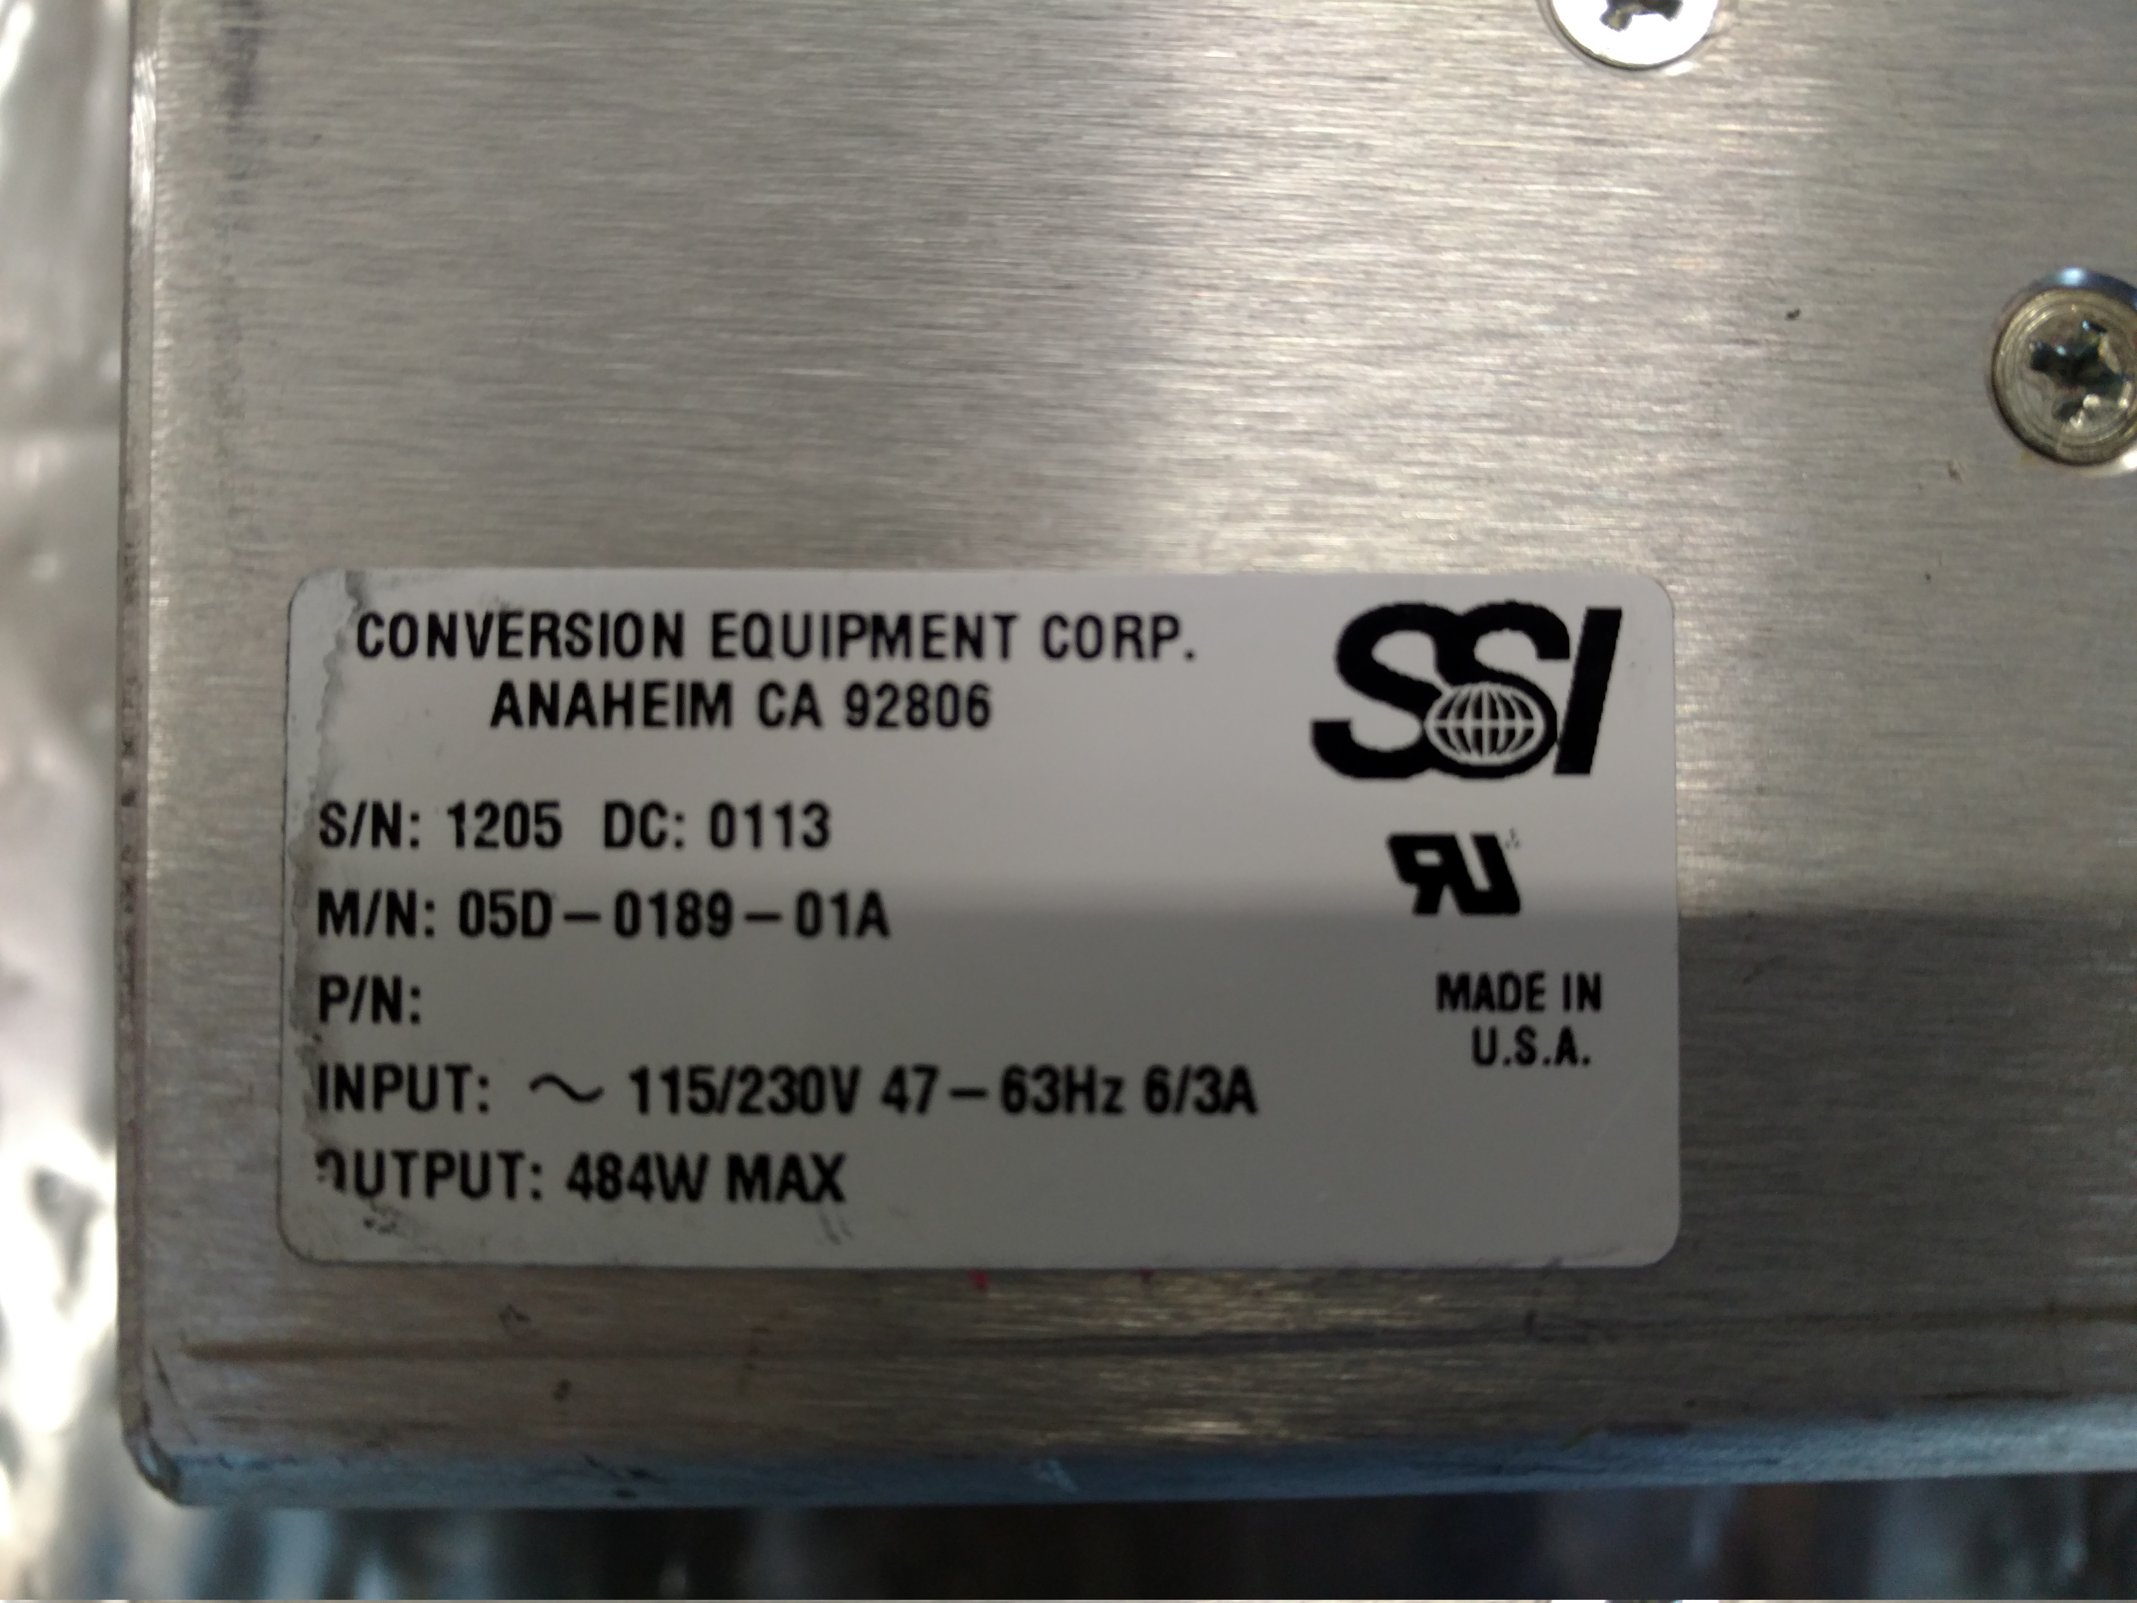 CONVERSION EQUIPMENT CORP.
ANAHEIM CA 92806
SSI
S/N: 1205 DC: 0113
M/N: 05D-0189-01A
P/N:
INPUT: ~ 115/230V 47-63Hz 6/3A
OUTPUT: 484W MAX
RU
MADE IN
U.S.A.